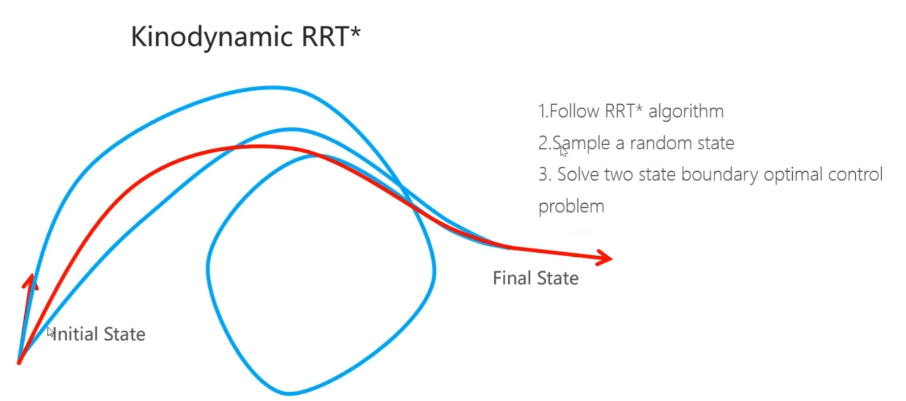 Kinodynamic RRT*
1.Follow RRT* algorithm
2.Sample a random state
3. Solve two state boundary optimal control
problem
Final State
Initial State